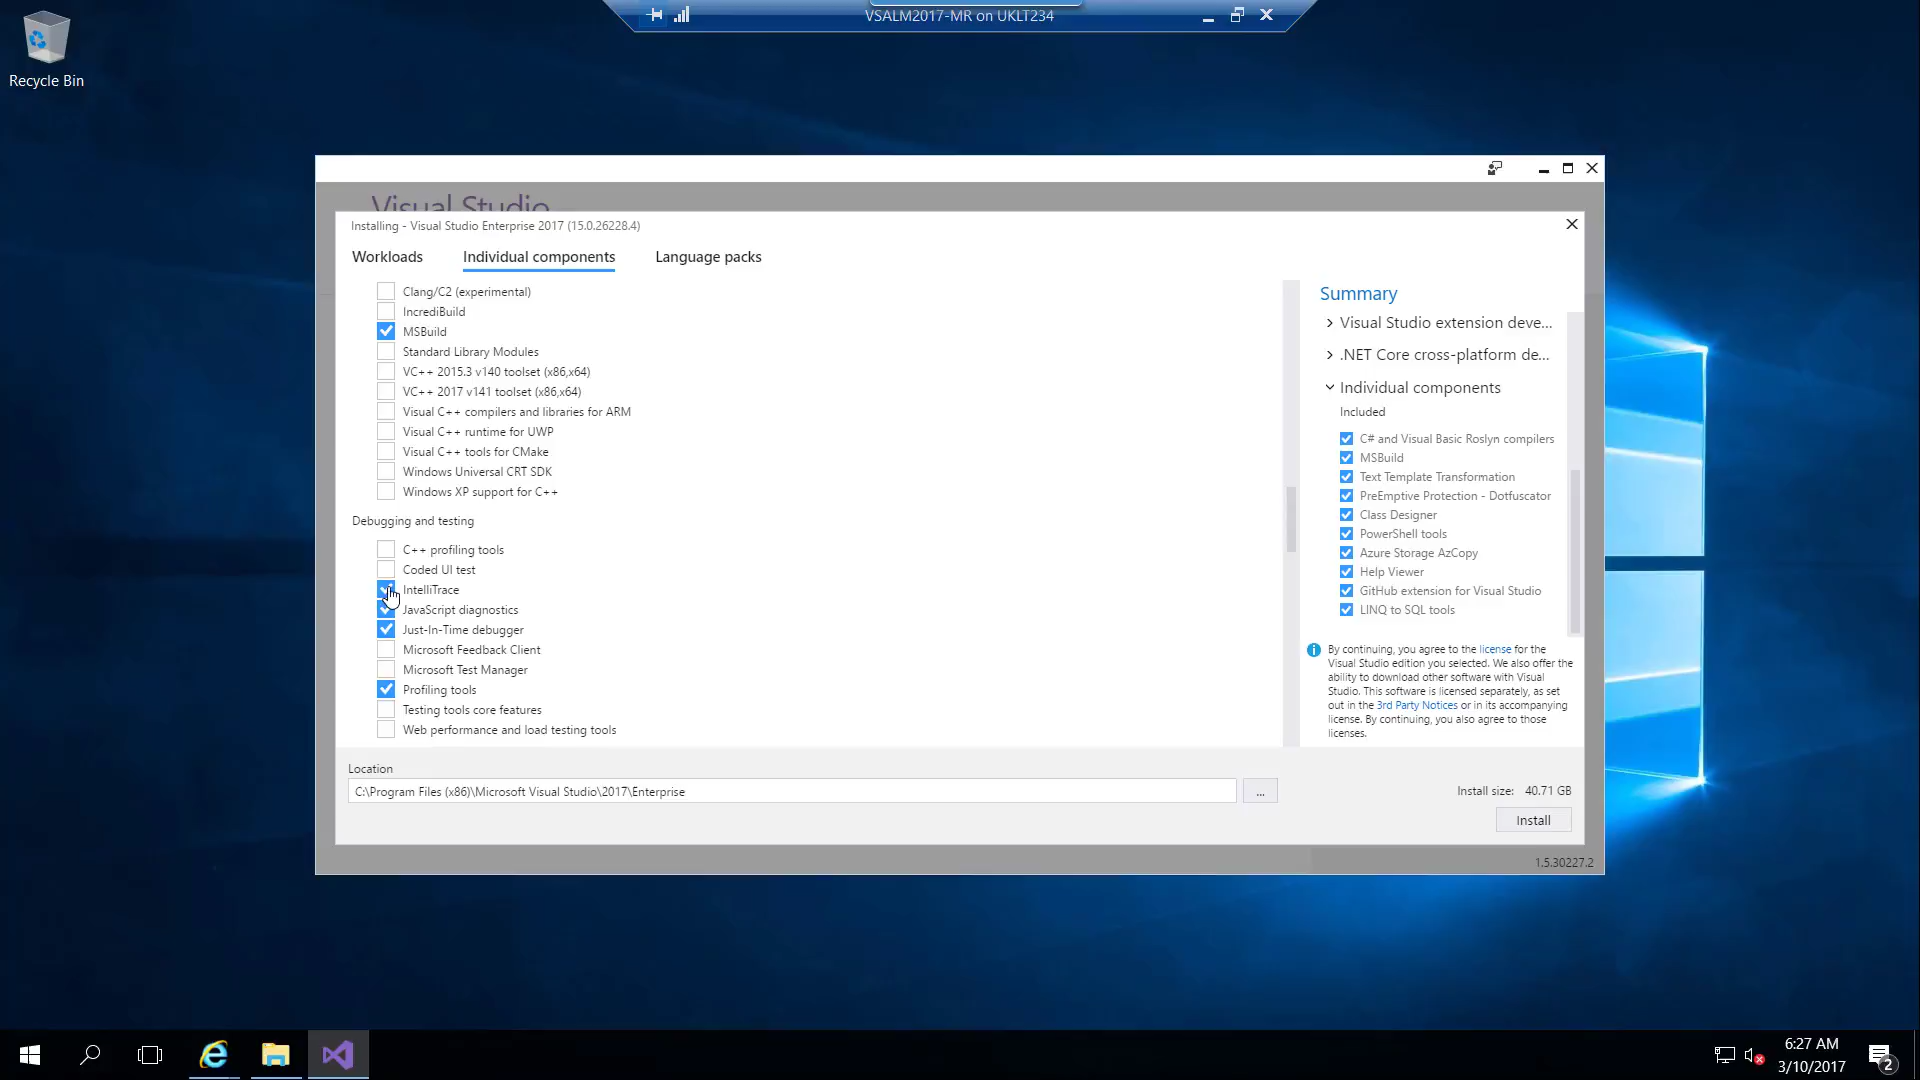 VSALM2017-MR on UKLT234
Recycle Bin
Visual Studio
Installing - Visual Studio Enterprise 2017 (15.0.26228.4)
Workloads
Individual components
Language packs
Clang/C2 (experimental)
IncrediBuild
MSBuild
Standard Library Modules
VC++ 2015.3 v140 toolset (x86,x64)
VC++ 2017 v141 toolset (x86,x64)
Visual C++ compilers and libraries for ARM
Visual C++ runtime for UWP
Visual C++ tools for CMake
Windows Universal CRT SDK
Windows XP support for C++
Debugging and testing
C++ profiling tools
Coded UI test
IntelliTrace
JavaScript diagnostics
Just-In-Time debugger
Microsoft Feedback Client
Microsoft Test Manager
Profiling tools
Testing tools core features
Web performance and load testing tools
Summary
Visual Studio extension deve...
.NET Core cross-platform de...
Individual components
Included
C# and Visual Basic Roslyn compilers
MSBuild
Text Template Transformation
PreEmptive Protection - Dotfuscator
Class Designer
PowerShell tools
Azure Storage AzCopy
Help Viewer
GitHub extension for Visual Studio
LINQ to SQL tools
By continuing, you agree to the license for the
Visual Studio edition you selected. We also offer the
ability to download other software with Visual
Studio. This software is licensed separately, as set
out in the 3rd Party Notices or in its accompanying
license. By continuing, you also agree to those
licenses.
Location
C:\Program Files (x86)\Microsoft Visual Studio\2017\Enterprise
...
Install size: 40.71 GB
Install
1.5.30227.2
6:27 AM
3/10/2017
2